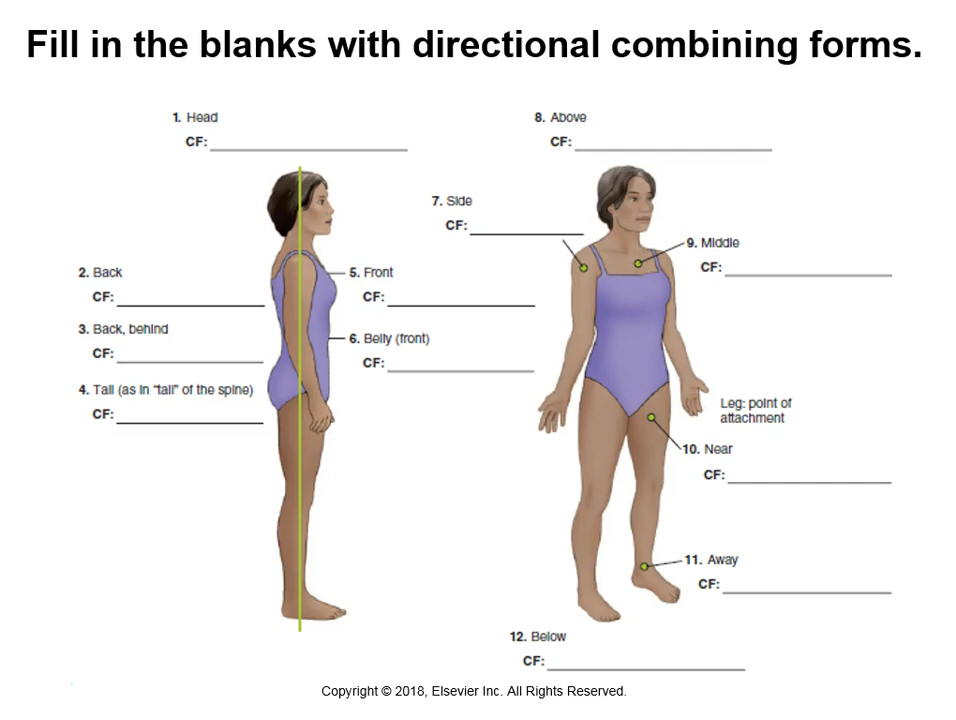 Fill in the blanks with directional combining forms.
1. Head
CF:
8. Above
CF:
7. Side
CF:
9. Middle
CF:
2. Back
CF:
5. Front
CF:
3. Back, behind
CF:
6. Belly (front)
CF:
4. Tail (as in "tail" of the spine)
CF:
Leg: point of
attachment
10. Near
CF:
11. Away
CF:
12. Below
CF:
Copyright © 2018, Elsevier Inc. All Rights Reserved.